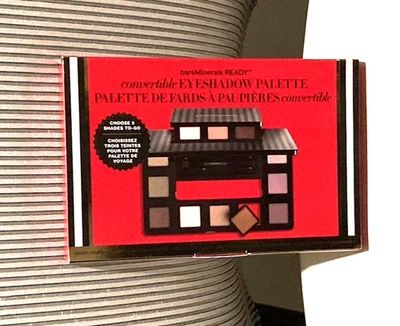 bareMinerals READY™
convertible EYESHADOW PALETTE
PALETTE DE FARDS À PAUPIÈRES convertible
CHOOSE 3
SHADES TO-GO
CHOISISSEZ
TROIS TEINTES
POUR VOTRE
PALETTE DE
VOYAGE